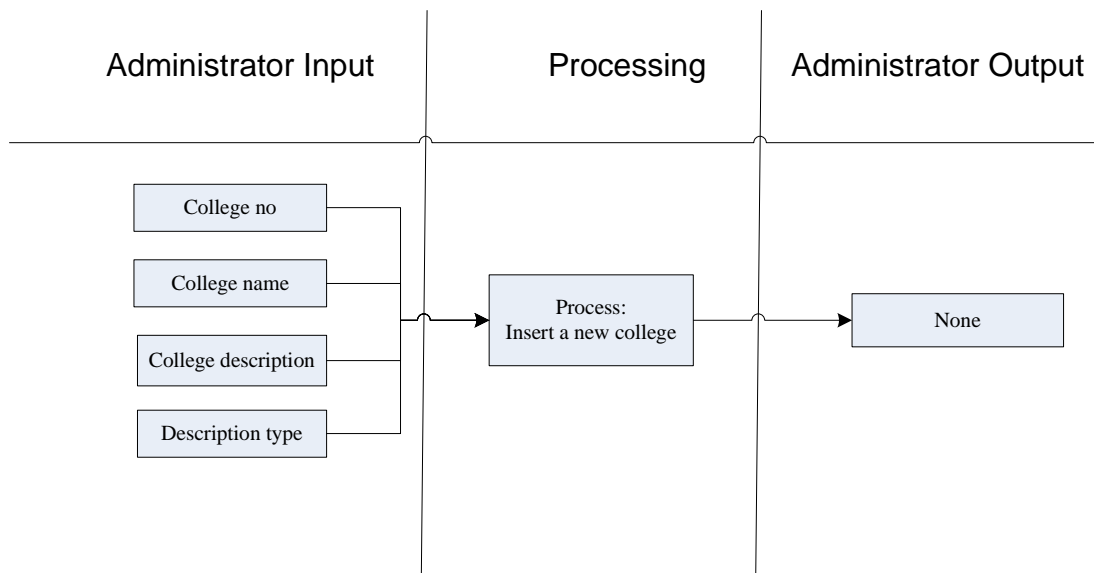 Administrator Input
Processing
Administrator Output
College no
College name
College description
Description type
Process:
Insert a new college
None